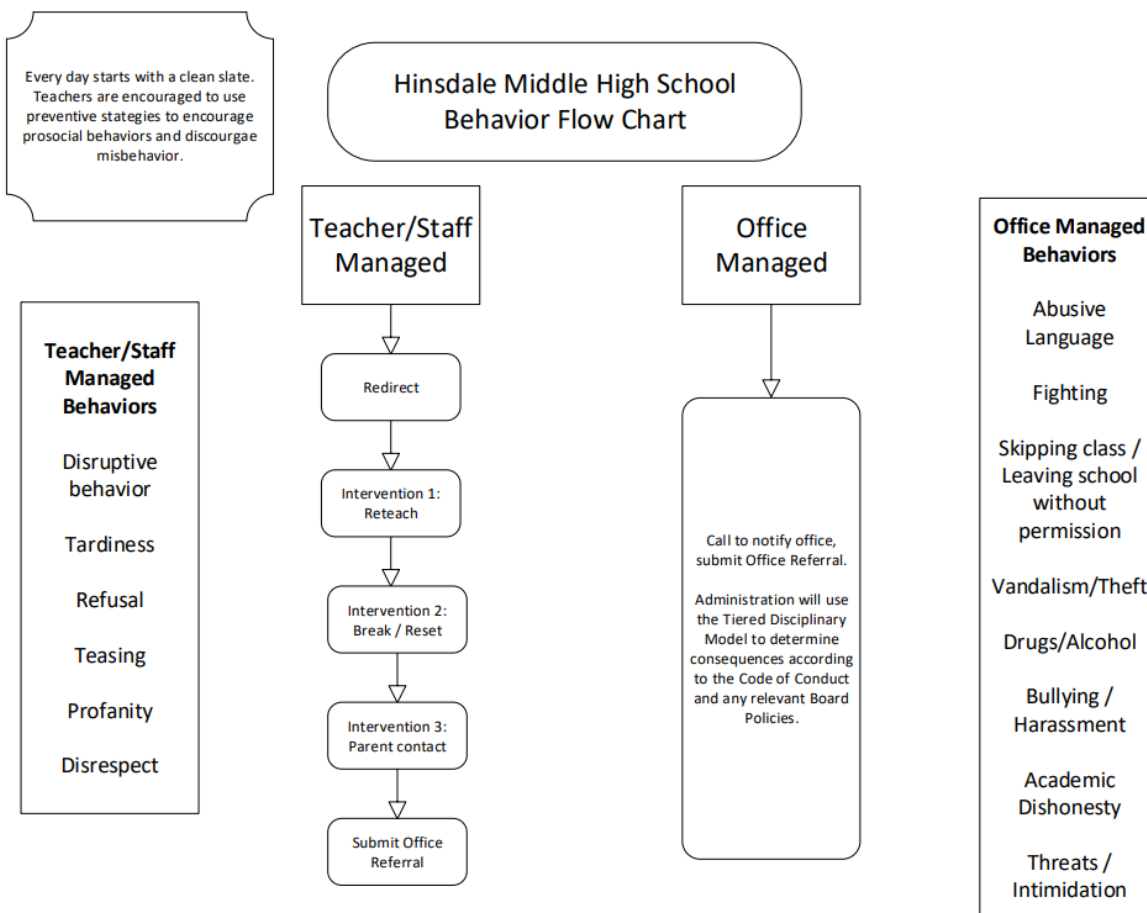 Every day starts with a clean slate.
Teachers are encouraged to use
preventive stategies to encourage
prosocial behaviors and discourgae
misbehavior.
Hinsdale Middle High School
Behavior Flow Chart
Teacher/Staff
Managed
Redirect
Intervention 1:
Reteach
Intervention 2:
Break / Reset
Intervention 3:
Parent contact
Submit Office
Referral
Office
Managed
Call to notify office,
submit Office Referral.
Administration will use
the Tiered Disciplinary
Model to determine
consequences according
to the Code of Conduct
and any relevant Board
Policies.
Teacher/Staff
Managed
Behaviors
Disruptive
behavior
Tardiness
Refusal
Teasing
Profanity
Disrespect
Office Managed
Behaviors
Abusive
Language
Fighting
Skipping class /
Leaving school
without
permission
Vandalism/Theft
Drugs/Alcohol
Bullying /
Harassment
Academic
Dishonesty
Threats /
Intimidation